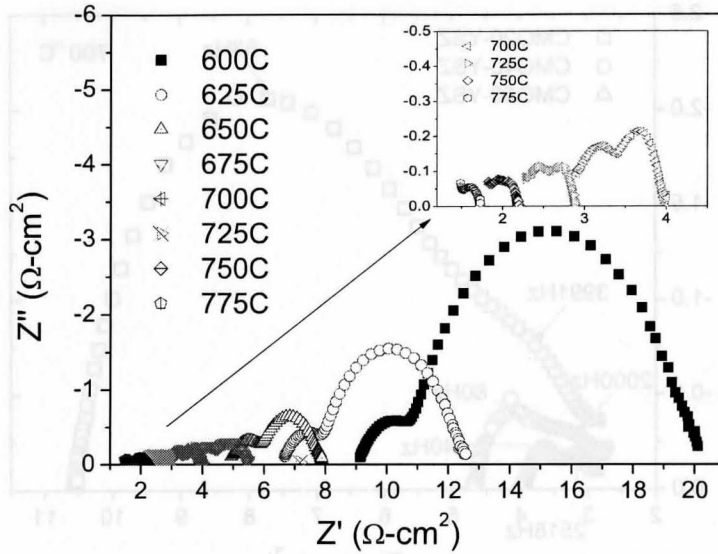 -6
-5
-4
-3
-2
-1
0
Z" (Ω-cm²)
2 4 6 8 10 12 14 16 18 20
Z' (Ω-cm²)
600C
625C
650C
675C
700C
725C
750C
775C
-0.5
-0.4
-0.3
-0.2
-0.1
0.0
2 3 4
700C
725C
750C
775C